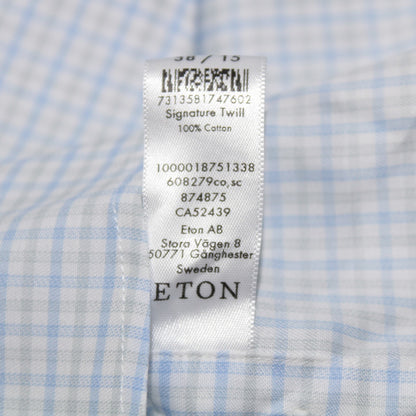 38 / 15
7313581747602
Signature Twill
100% Cotton
1000018751338
608279co,sc
874875
CA52439
Eton AB
Stora Vägen 8
50771 Gånghester
Sweden
ETON